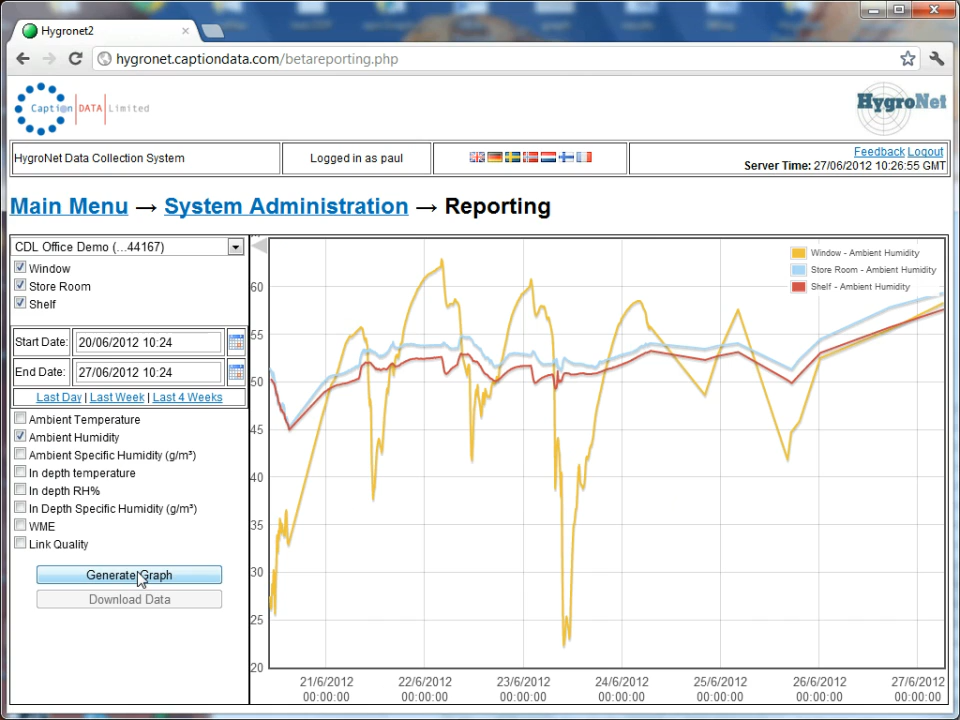 Hygronet2
hygronet.captiondata.com/betareporting.php
Caption DATA Limited
HygroNet
HygroNet Data Collection System
Logged in as paul
Feedback Logout
Server Time: 27/06/2012 10:26:55 GMT
Main Menu → System Administration → Reporting
CDL Office Demo (...44167)
Window
Store Room
Shelf
Start Date: 20/06/2012 10:24
End Date: 27/06/2012 10:24
Last Day | Last Week | Last 4 Weeks
Ambient Temperature
Ambient Humidity
Ambient Specific Humidity (g/m³)
In depth temperature
In depth RH%
In Depth Specific Humidity (g/m³)
WME
Link Quality
Generate Graph
Download Data
Window - Ambient Humidity
Store Room - Ambient Humidity
Shelf - Ambient Humidity
60
55
50
45
40
35
30
25
20
21/6/2012 22/6/2012 23/6/2012 24/6/2012 25/6/2012 26/6/2012 27/6/2012
00:00:00 00:00:00 00:00:00 00:00:00 00:00:00 00:00:00 00:00:00